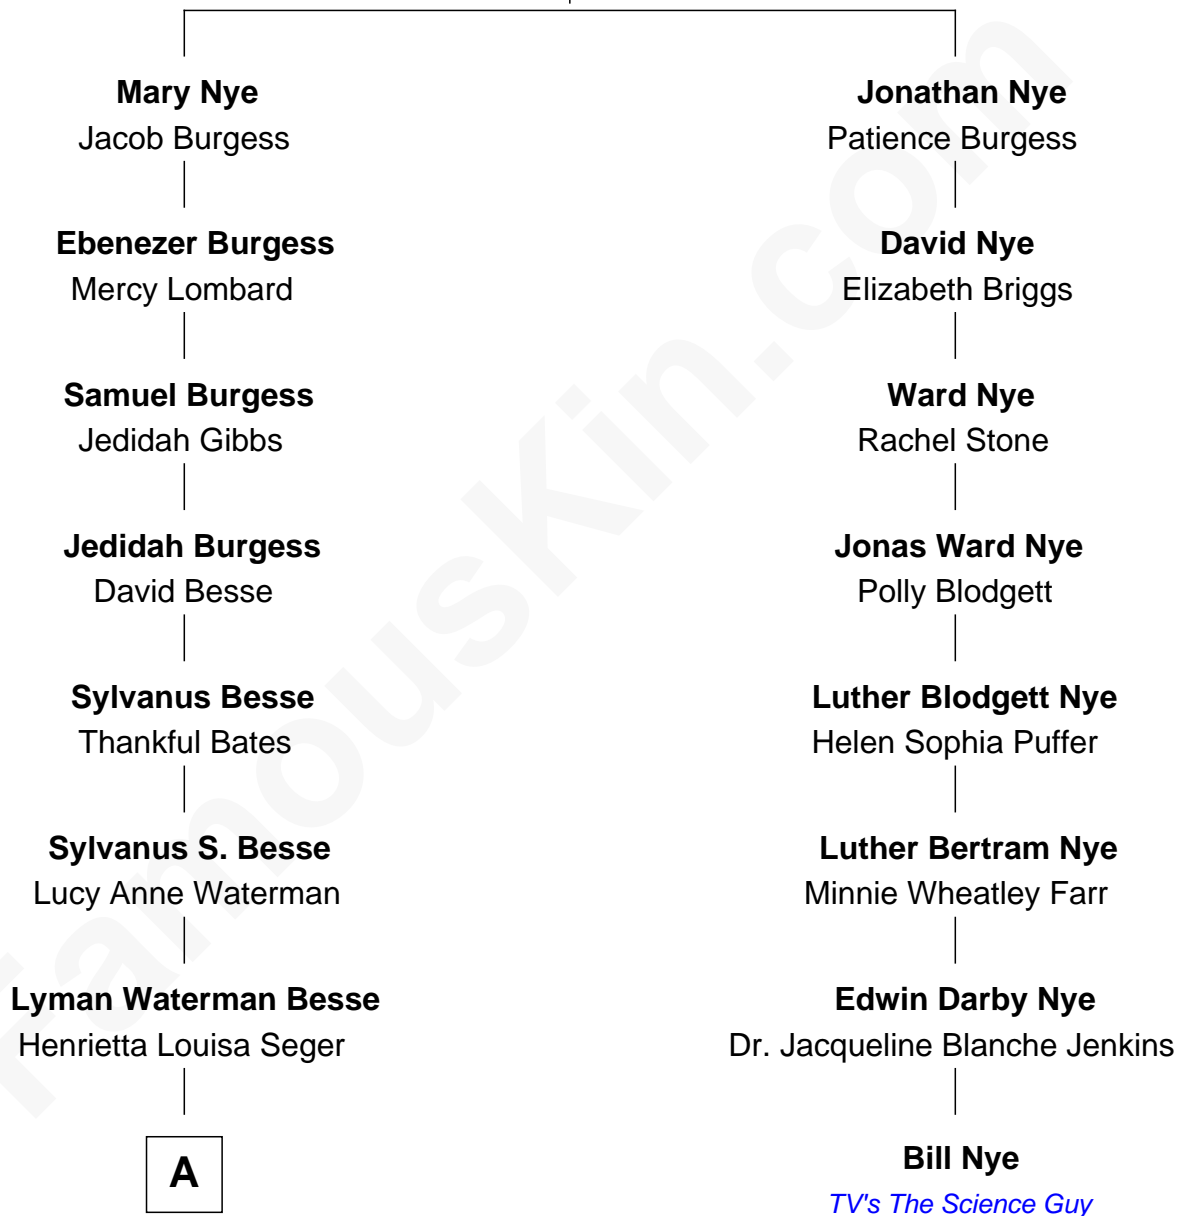 Mary Nye
Jacob Burgess
Ebenezer Burgess
Mercy Lombard
Samuel Burgess
Jedidah Gibbs
Jedidah Burgess
David Besse
Sylvanus Besse
Thankful Bates
Sylvanus S. Besse
Lucy Anne Waterman
Lyman Waterman Besse
Henrietta Louisa Seger
A
Jonathan Nye
Patience Burgess
David Nye
Elizabeth Briggs
Ward Nye
Rachel Stone
Jonas Ward Nye
Polly Blodgett
Luther Blodgett Nye
Helen Sophia Puffer
Luther Bertram Nye
Minnie Wheatley Farr
Edwin Darby Nye
Dr. Jacqueline Blanche Jenkins
Bill Nye
TV's The Science Guy
FamousKin.com